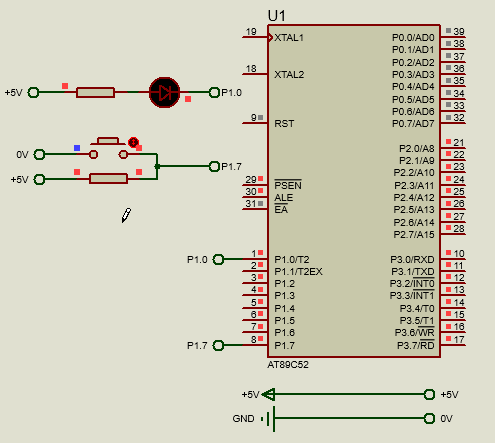 U1
19 XTAL1 P0.0/AD0 39
P0.1/AD1 38
P0.2/AD2 37
18 XTAL2 P0.3/AD3 36
P0.4/AD4 35
P0.5/AD5 34
P0.6/AD6 33
9 RST P0.7/AD7 32
P2.0/A8 21
P2.1/A9 22
P2.2/A10 23
29 PSEN P2.3/A11 24
30 ALE P2.4/A12 25
31 EA P2.5/A13 26
P2.6/A14 27
P2.7/A15 28
P1.0 1 P1.0/T2 P3.0/RXD 10
2 P1.1/T2EX P3.1/TXD 11
3 P1.2 P3.2/INT0 12
4 P1.3 P3.3/INT1 13
5 P1.4 P3.4/T0 14
6 P1.5 P3.5/T1 15
7 P1.6 P3.6/WR 16
P1.7 8 P1.7 P3.7/RD 17
AT89C52
+5V P1.0
0V
P1.7
+5V
+5V +5V
GND 0V